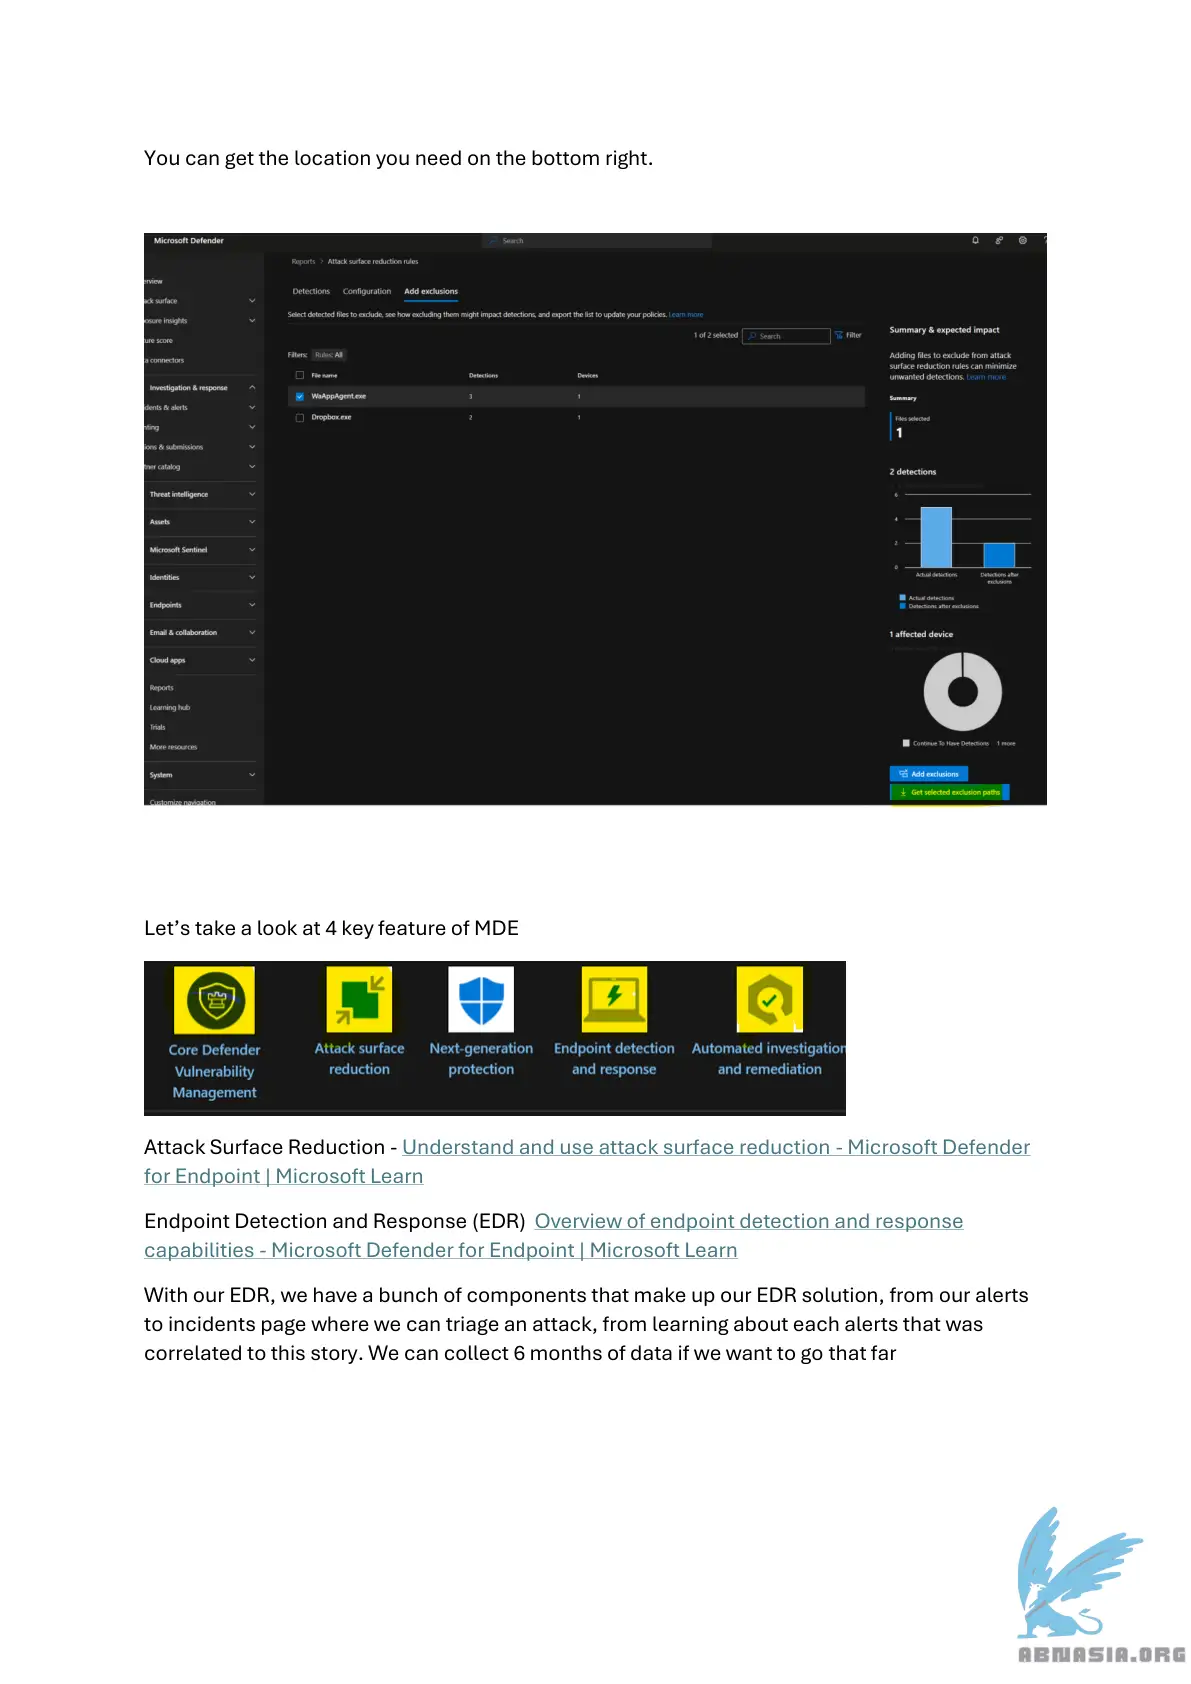 You can get the location you need on the bottom right.
Microsoft Defender
Search
Reports > Attack surface reduction rules
Detections Configuration Add exclusions
Select detected files to exclude, see how excluding them might impact detections, and export the list to update your policies. Learn more
1 of 2 selected Search Filter
Filters: Rules: All
File name Detections Devices
WaAppAgent.exe 3 1
Dropbox.exe 2 1
erview
ack surface
posure insights
ure score
ta connectors
Investigation & response
idents & alerts
nting
ions & submissions
tner catalog
Threat intelligence
Assets
Microsoft Sentinel
Identities
Endpoints
Email & collaboration
Cloud apps
Reports
Learning hub
Trials
More resources
System
Customize navigation
Summary & expected impact
Adding files to exclude from attack
surface reduction rules can minimize
unwanted detections. Learn more
Summary
Files selected
1
2 detections
6
4
2
0
Actual detections Detections after
exclusions
Actual detections
Detections after exclusions
1 affected device
Continue To Have Detections 1 more
Add exclusions
Get selected exclusion paths
Let’s take a look at 4 key feature of MDE
Core Defender
Vulnerability
Management
Attack surface
reduction
Next-generation
protection
Endpoint detection
and response
Automated investigation
and remediation
Attack Surface Reduction - Understand and use attack surface reduction - Microsoft Defender
for Endpoint | Microsoft Learn
Endpoint Detection and Response (EDR) Overview of endpoint detection and response
capabilities - Microsoft Defender for Endpoint | Microsoft Learn
With our EDR, we have a bunch of components that make up our EDR solution, from our alerts
to incidents page where we can triage an attack, from learning about each alerts that was
correlated to this story. We can collect 6 months of data if we want to go that far
ABNASIA.ORG